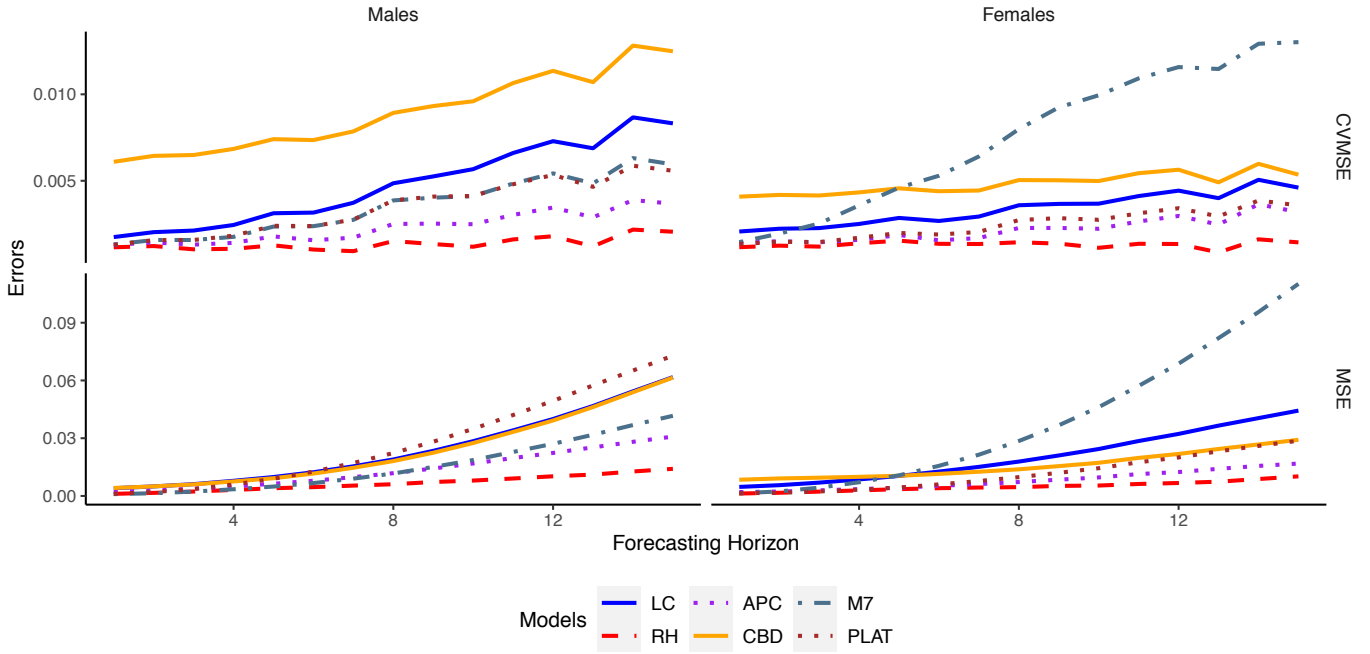 Males
Females
0.010
0.005
CVMSE
Errors
0.09
0.06
0.03
0.00
MSE
4
8
12
4
8
12
Forecasting Horizon
Models
LC
APC
M7
RH
CBD
PLAT